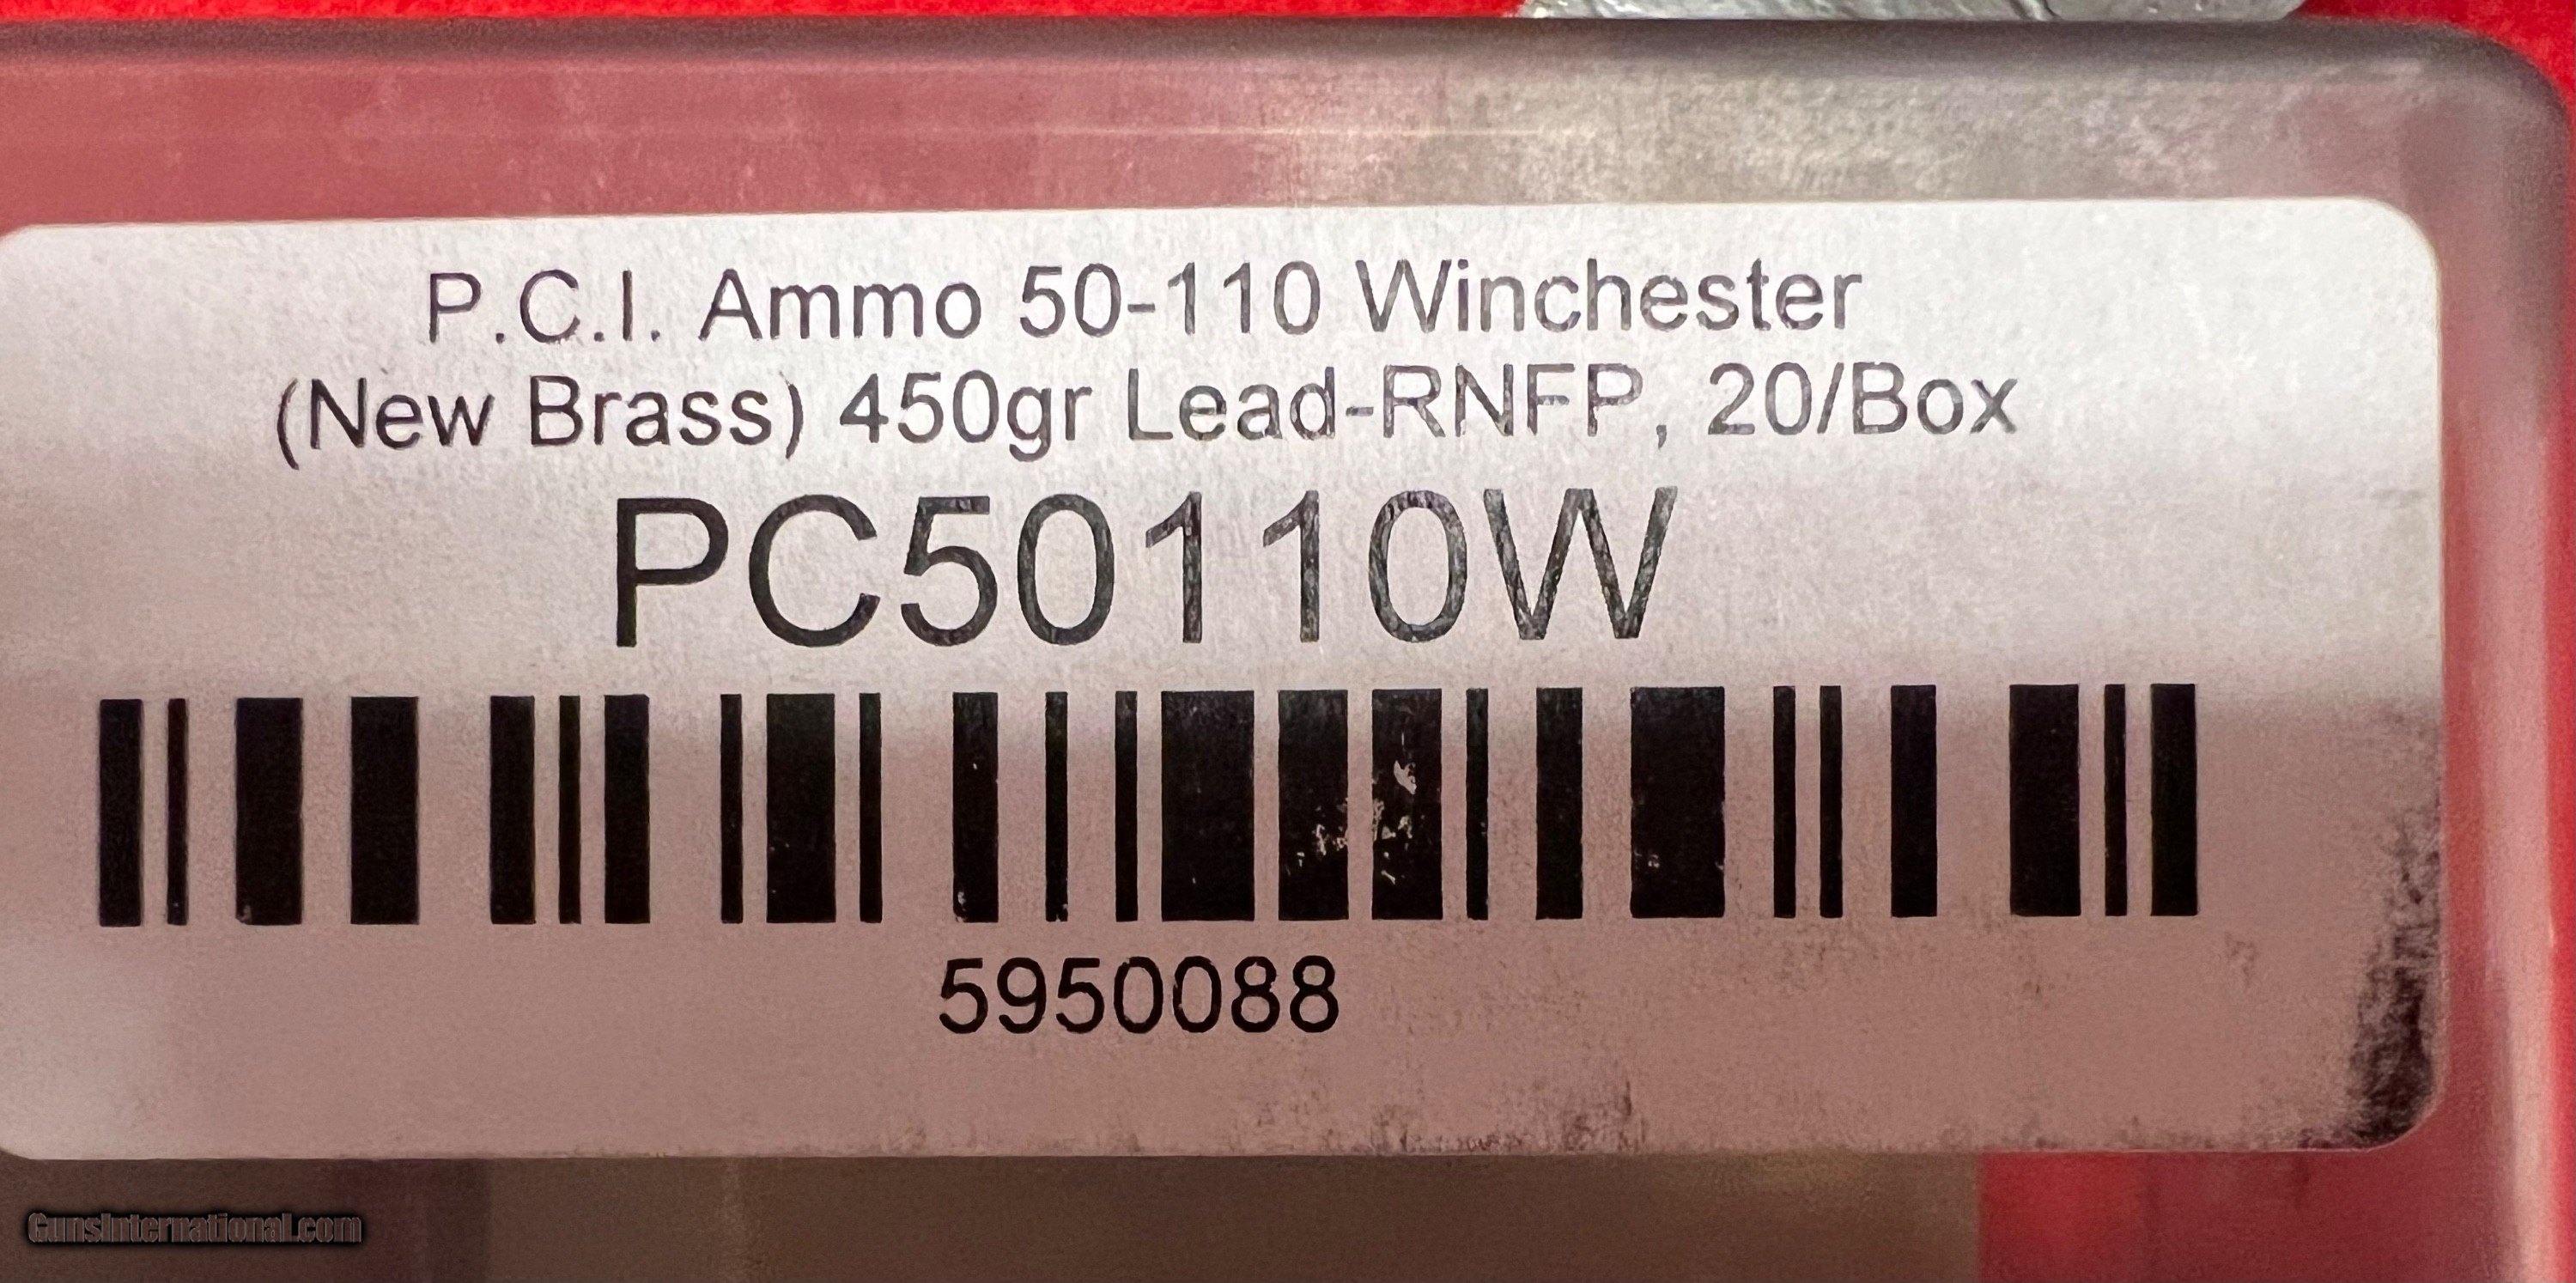 P.C.I. Ammo 50-110 Winchester
(New Brass) 450gr Lead-RNFP, 20/Box
PC50110W
5950088
GunsInternational.com